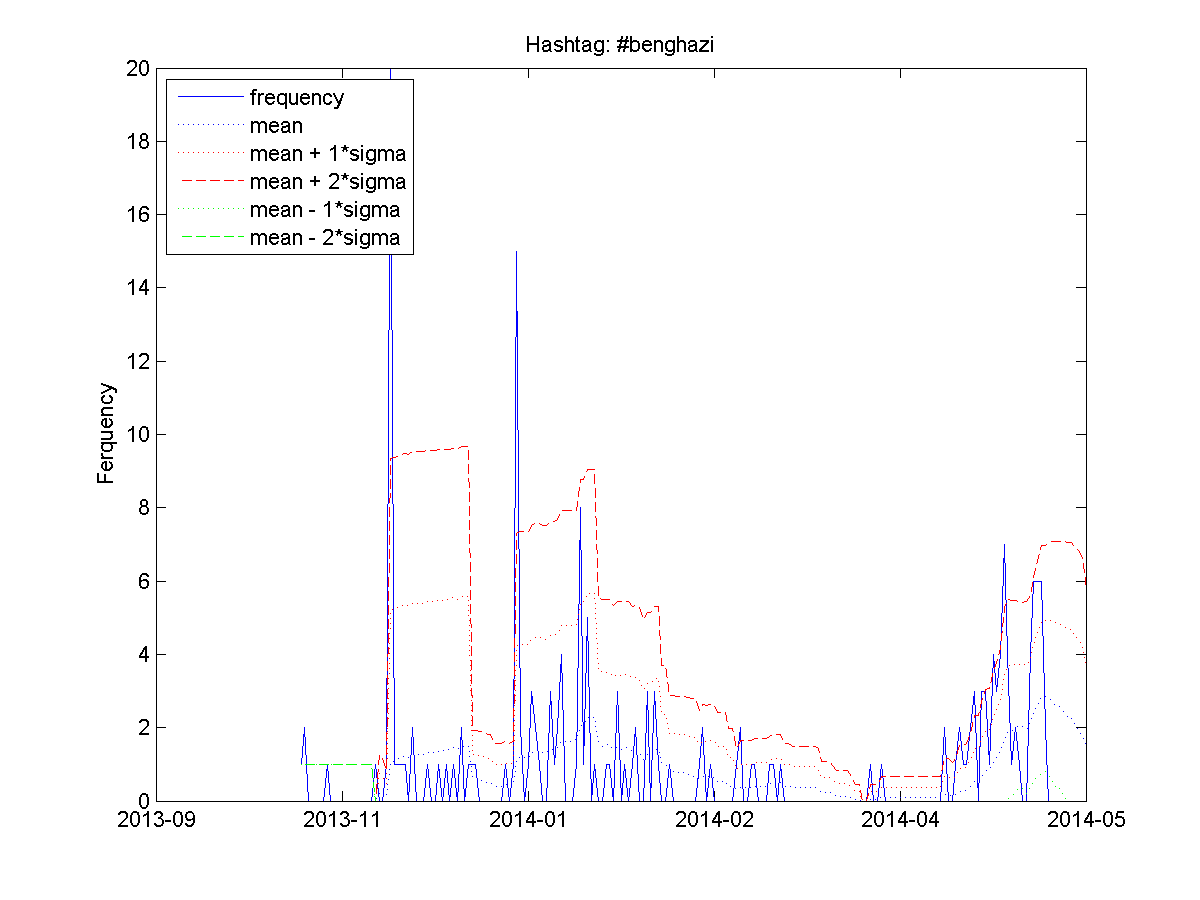 Hashtag: #benghazi
20
18
16
14
12
10
8
6
4
2
0
Ferquency
frequency
mean
mean + 1*sigma
mean + 2*sigma
mean - 1*sigma
mean - 2*sigma
2013-09 2013-11 2014-01 2014-02 2014-04 2014-05